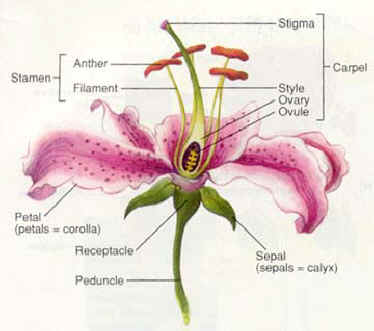 Stigma
Anther
Stamen
Carpel
Filament
Style
Ovary
Ovule
Petal
(petals = corolla)
Receptacle
Sepal
(sepals = calyx)
Peduncle